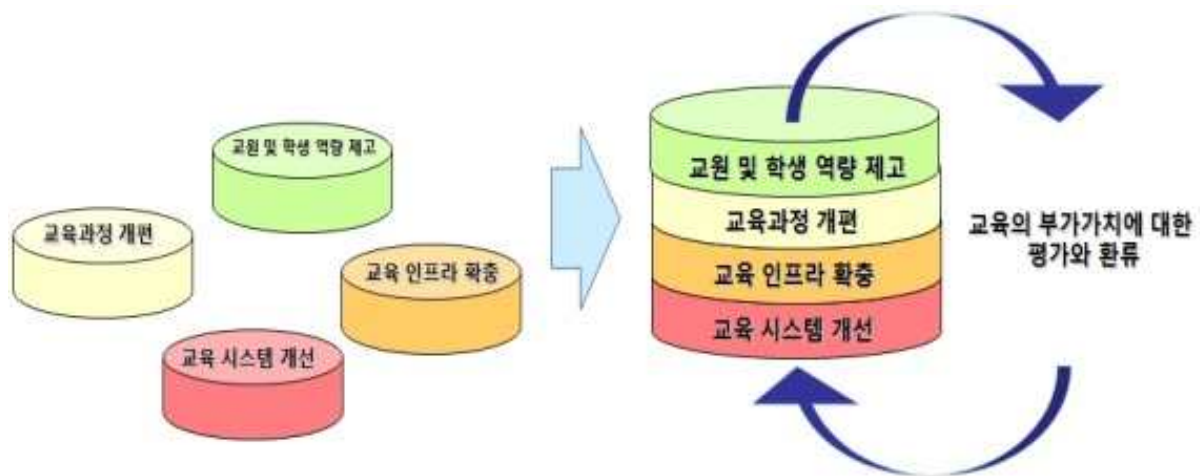 교원 및 학생 역량 제고
교육과정 개편
교육 인프라 확충
교육 시스템 개선
교원 및 학생 역량 제고
교육과정 개편
교육 인프라 확충
교육 시스템 개선
교육의 부가가치에 대한
평가와 환류